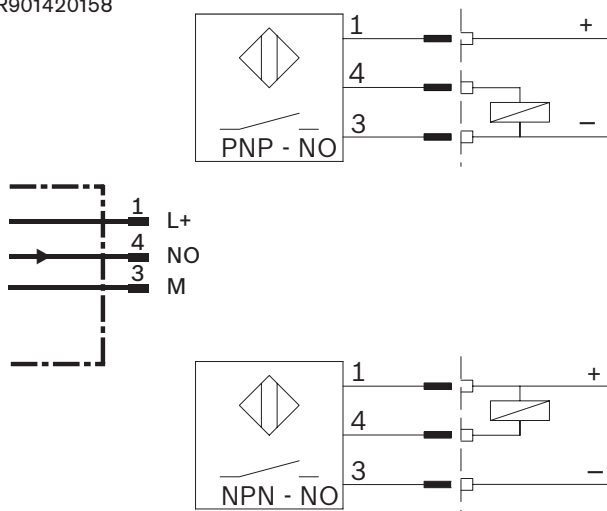 R901420158
1 +
4
3 −
PNP - NO
1 L+
4 NO
3 M
1 +
4
3 −
NPN - NO